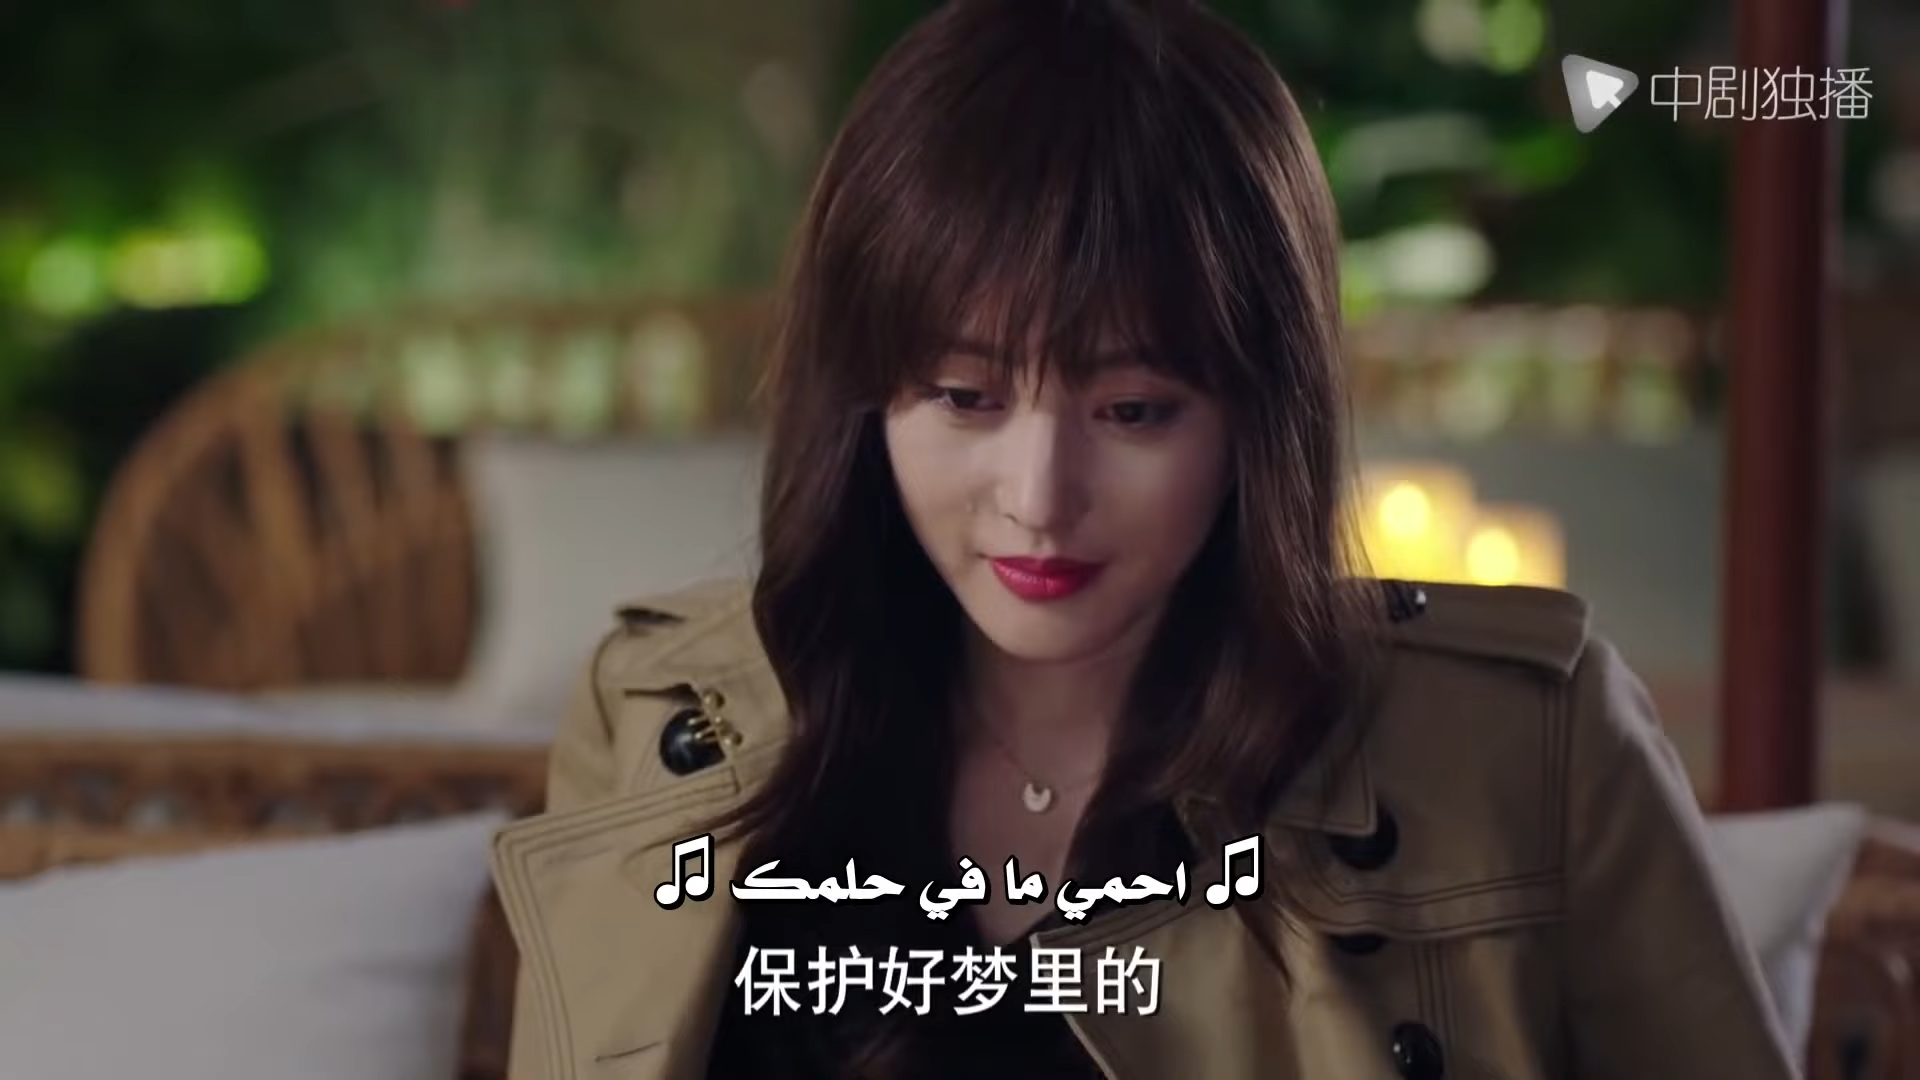 中剧独播
♫ احمي ما في حلمك ♫
保护好梦里的